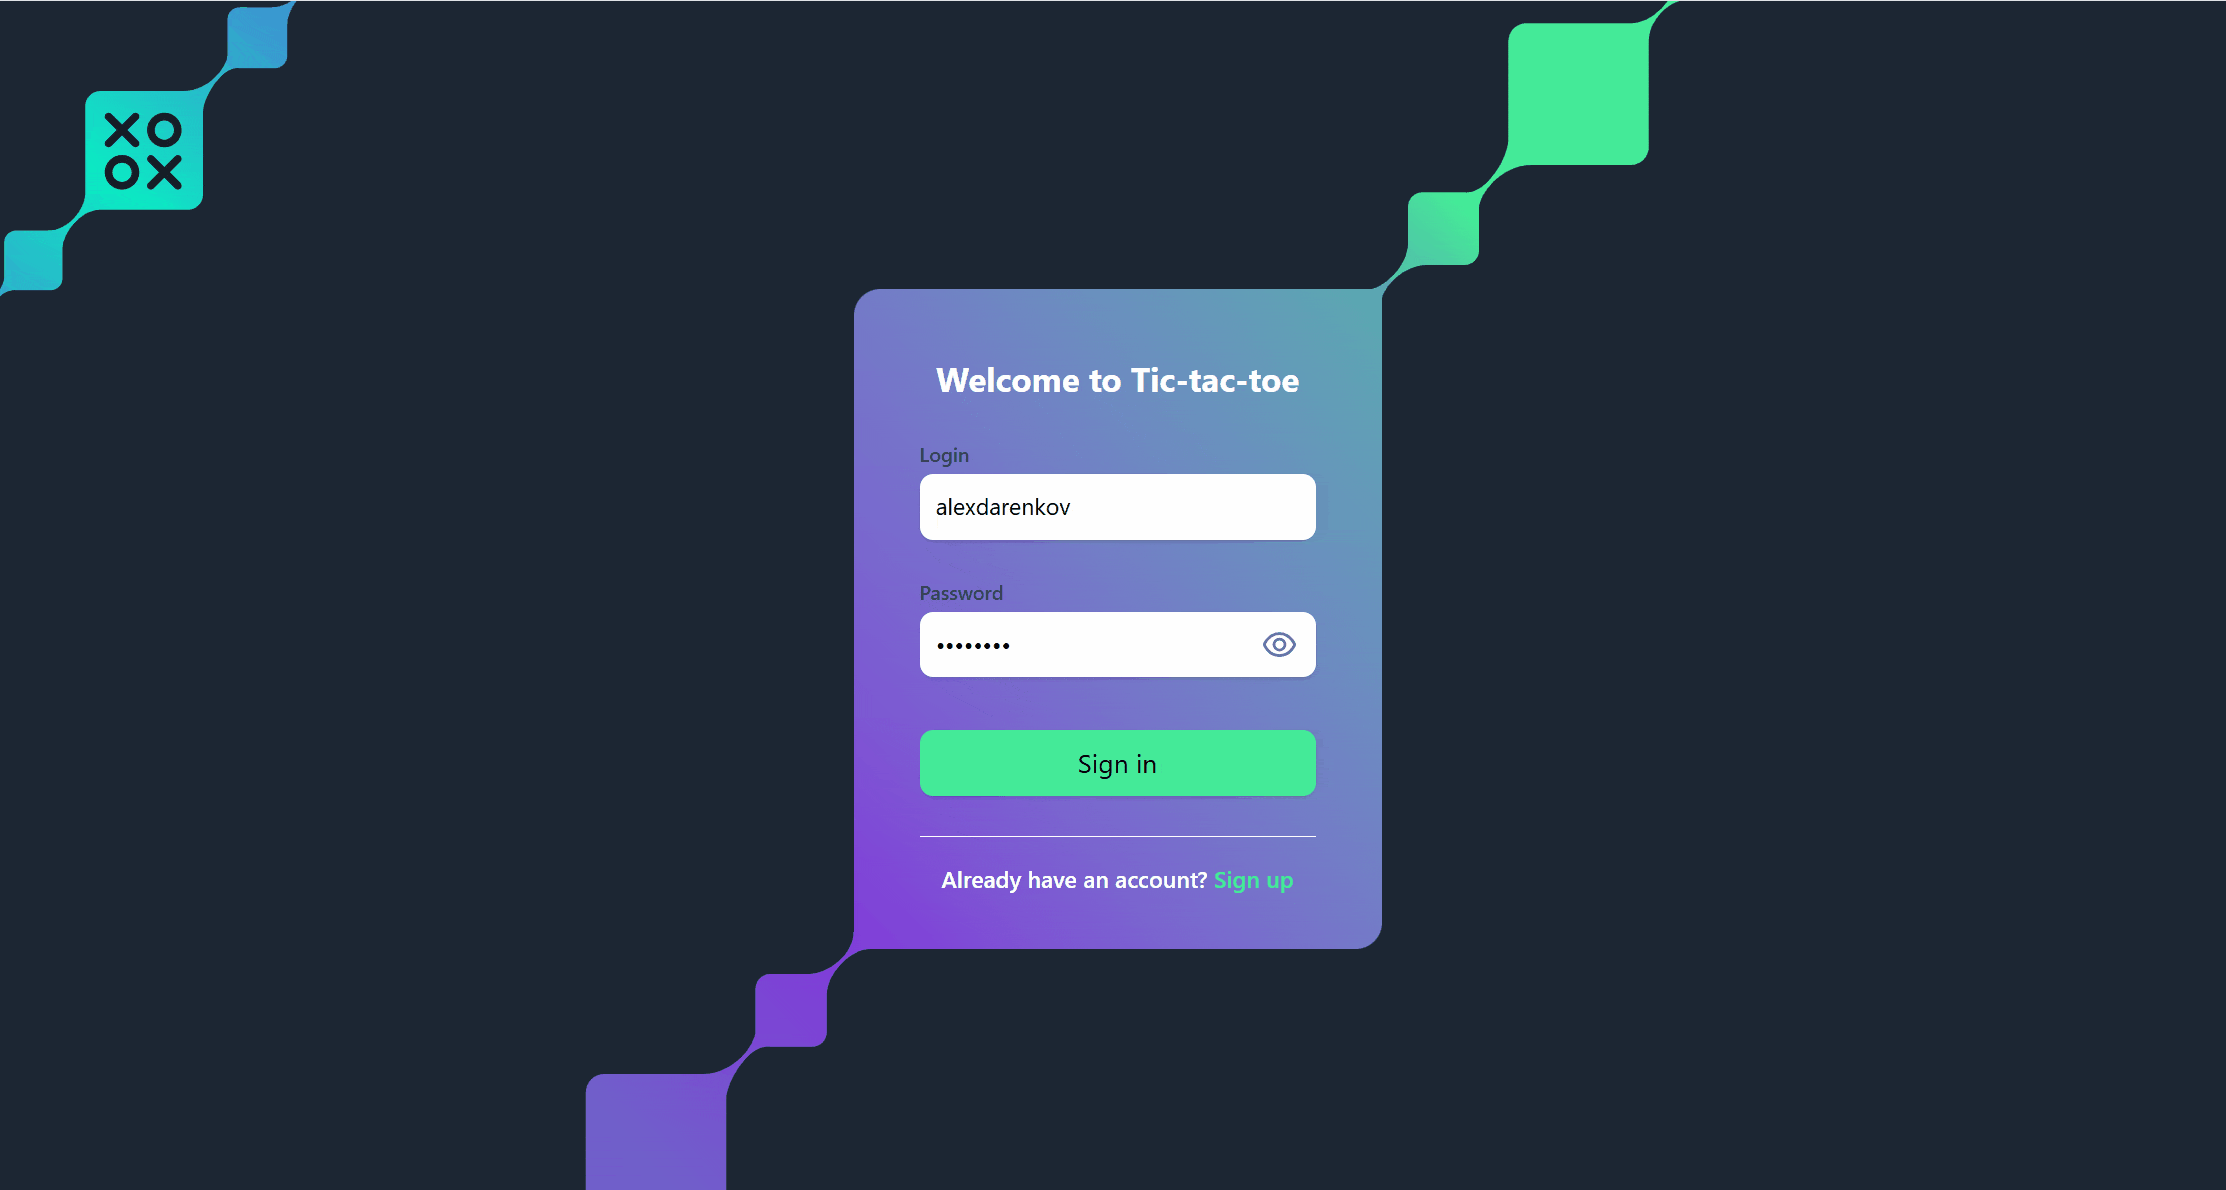 XO
OX
Welcome to Tic-tac-toe
Login
alexdarenkov
Password
••••••••
Sign in
Already have an account? Sign up